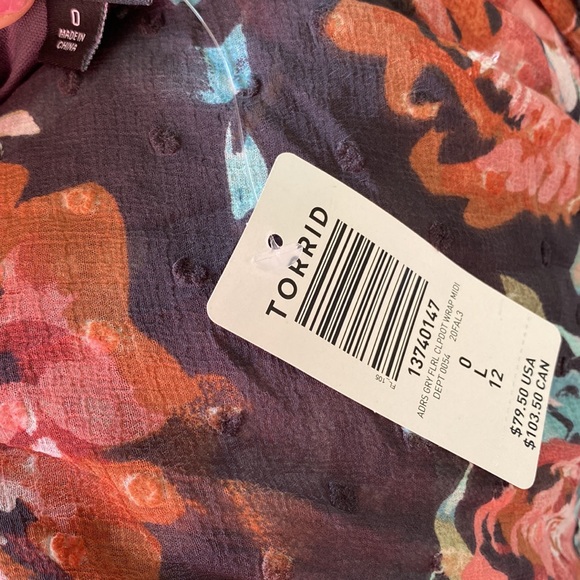 0
MADE IN
CHINA
TORRID
13740147
ADRS GRY FLRL CLPDOT WRAP MIDI
DEPT 0054 20FAL3
0
L
12
$79.50 USA
$103.50 CAN